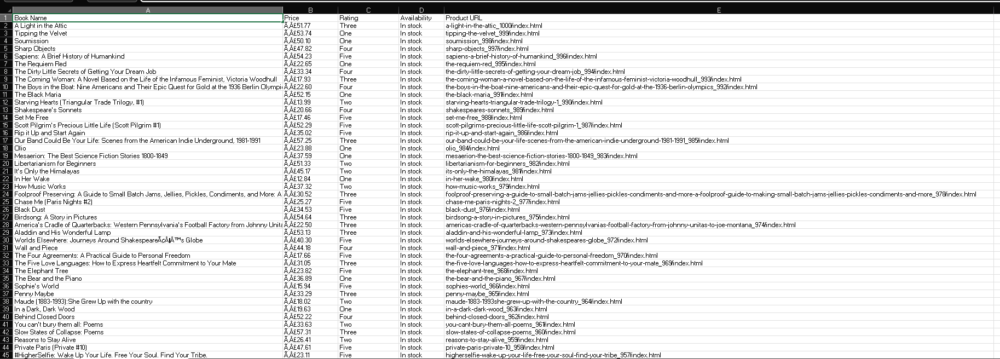 A B C D E
1 Book Name Price Rating Availability Product URL
2 A Light in the Attic Ã‚Â£51.77 Three In stock a-light-in-the-attic_1000/index.html
3 Tipping the Velvet Ã‚Â£53.74 One In stock tipping-the-velvet_999/index.html
4 Soumission Ã‚Â£50.10 One In stock soumission_998/index.html
5 Sharp Objects Ã‚Â£47.82 Four In stock sharp-objects_997/index.html
6 Sapiens: A Brief History of Humankind Ã‚Â£54.23 Five In stock sapiens-a-brief-history-of-humankind_996/index.html
7 The Requiem Red Ã‚Â£22.65 One In stock the-requiem-red_995/index.html
8 The Dirty Little Secrets of Getting Your Dream Job Ã‚Â£33.34 Four In stock the-dirty-little-secrets-of-getting-your-dream-job_994/index.html
9 The Coming Woman: A Novel Based on the Life of the Infamous Feminist, Victoria Woodhull Ã‚Â£17.93 Three In stock the-coming-woman-a-novel-based-on-the-life-of-the-infamous-feminist-victoria-woodhull_993/index.html
10 The Boys in the Boat: Nine Americans and Their Epic Quest for Gold at the 1936 Berlin Olympi Ã‚Â£22.60 Four In stock the-boys-in-the-boat-nine-americans-and-their-epic-quest-for-gold-at-the-1936-berlin-olympics_992/index.html
11 The Black Maria Ã‚Â£52.15 One In stock the-black-maria_991/index.html
12 Starving Hearts (Triangular Trade Trilogy, #1) Ã‚Â£13.99 Two In stock starving-hearts-triangular-trade-trilogy-1_990/index.html
13 Shakespeare's Sonnets Ã‚Â£20.66 Four In stock shakespeares-sonnets_989/index.html
14 Set Me Free Ã‚Â£17.46 Five In stock set-me-free_988/index.html
15 Scott Pilgrim's Precious Little Life (Scott Pilgrim #1) Ã‚Â£52.29 Five In stock scott-pilgrims-precious-little-life-scott-pilgrim-1_987/index.html
16 Rip it Up and Start Again Ã‚Â£35.02 Five In stock rip-it-up-and-start-again_986/index.html
17 Our Band Could Be Your Life: Scenes from the American Indie Underground, 1981-1991 Ã‚Â£57.25 Three In stock our-band-could-be-your-life-scenes-from-the-american-indie-underground-1981-1991_985/index.html
18 Olio Ã‚Â£23.88 One In stock olio_984/index.html
19 Mesaerion: The Best Science Fiction Stories 1800-1849 Ã‚Â£37.59 One In stock mesaerion-the-best-science-fiction-stories-1800-1849_983/index.html
20 Libertarianism for Beginners Ã‚Â£51.33 Two In stock libertarianism-for-beginners_982/index.html
21 It's Only the Himalayas Ã‚Â£45.17 Two In stock its-only-the-himalayas_981/index.html
22 In Her Wake Ã‚Â£12.84 One In stock in-her-wake_980/index.html
23 How Music Works Ã‚Â£37.32 Two In stock how-music-works_979/index.html
24 Foolproof Preserving: A Guide to Small Batch Jams, Jellies, Pickles, Condiments, and More: A Ã‚Â£30.52 Three In stock foolproof-preserving-a-guide-to-small-batch-jams-jellies-pickles-condiments-and-more-a-foolproof-guide-to-making-small-batch-jams-jellies-pickles-condiments-and-more_978/index.html
25 Chase Me (Paris Nights #2) Ã‚Â£25.27 Five In stock chase-me-paris-nights-2_977/index.html
26 Black Dust Ã‚Â£34.53 Five In stock black-dust_976/index.html
27 Birdsong: A Story in Pictures Ã‚Â£54.64 Three In stock birdsong-a-story-in-pictures_975/index.html
28 America's Cradle of Quarterbacks: Western Pennsylvania's Football Factory from Johnny Unita Ã‚Â£22.50 Three In stock americas-cradle-of-quarterbacks-western-pennsylvanias-football-factory-from-johnny-unitas-to-joe-montana_974/index.html
29 Aladdin and His Wonderful Lamp Ã‚Â£53.13 Three In stock aladdin-and-his-wonderful-lamp_973/index.html
30 Worlds Elsewhere: Journeys Around Globe Ã‚Â£40.30 Five In stock worlds-elsewhere-journeys-around-shakespeares-globe_972/index.html
31 Wall and Piece Ã‚Â£44.18 Four In stock wall-and-piece_971/index.html
32 The Four Agreements: A Practical Guide to Personal Freedom Ã‚Â£17.66 Five In stock the-four-agreements-a-practical-guide-to-personal-freedom_970/index.html
33 The Five Love Languages: How to Express Heartfelt Commitment to Your Mate Ã‚Â£31.05 Three In stock the-five-love-languages-how-to-express-heartfelt-commitment-to-your-mate_969/index.html
34 The Elephant Tree Ã‚Â£23.82 Five In stock the-elephant-tree_968/index.html
35 The Bear and the Piano Ã‚Â£36.89 One In stock the-bear-and-the-piano_967/index.html
36 Sophie's World Ã‚Â£15.94 Five In stock sophies-world_966/index.html
37 Penny Maybe Ã‚Â£33.29 Three In stock penny-maybe_965/index.html
38 Maude (1883-1993):She Grew Up with the country Ã‚Â£18.02 Two In stock maude-1883-1993she-grew-up-with-the-country_964/index.html
39 In a Dark, Dark Wood Ã‚Â£19.63 One In stock in-a-dark-dark-wood_963/index.html
40 Behind Closed Doors Ã‚Â£52.22 Four In stock behind-closed-doors_962/index.html
41 You can't bury them all: Poems Ã‚Â£33.63 Two In stock you-cant-bury-them-all-poems_961/index.html
42 Slow States of Collapse: Poems Ã‚Â£57.31 Three In stock slow-states-of-collapse-poems_960/index.html
43 Reasons to Stay Alive Ã‚Â£26.41 Two In stock reasons-to-stay-alive_959/index.html
44 Private Paris (Private #10) Ã‚Â£47.61 Five In stock private-paris-private-10_958/index.html
45 #HigherSelfie: Wake Up Your Life. Free Your Soul. Find Your Tribe. Ã‚Â£23.11 Five In stock higherselfie-wake-up-your-life-free-your-soul-find-your-tribe_957/index.html